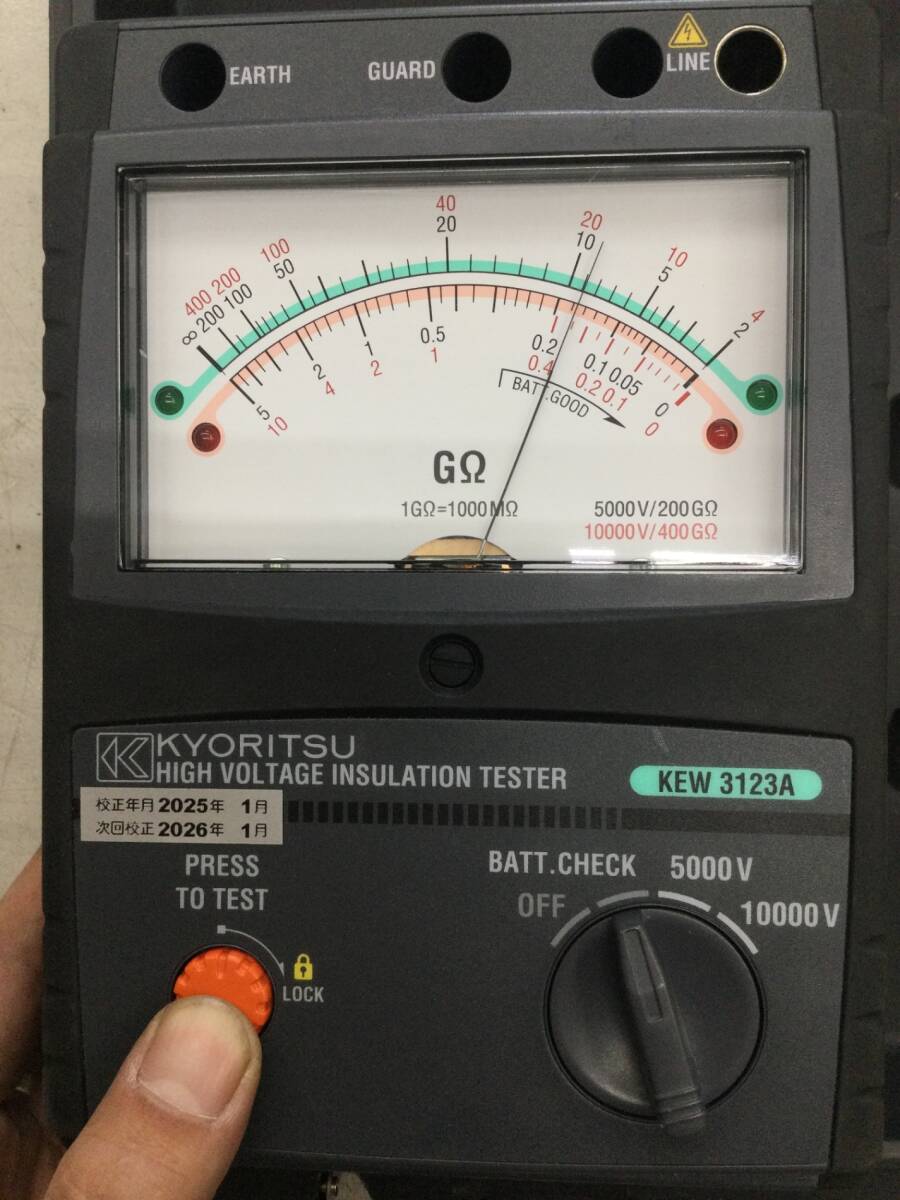 EARTH GUARD LINE
40 20
20 10
100 50
10 5
400 200
∞ 200 100
4 2
5 10
2 4
1 2
0.5 1
0.2 0.4
0.1 0.2
0.05 0.1
0 0
BATT.GOOD
GΩ
1GΩ=1000MΩ
5000V/200GΩ
10000V/400GΩ
KYORITSU
HIGH VOLTAGE INSULATION TESTER
KEW 3123A
校正年月 2025年 1月
次回校正 2026年 1月
PRESS
TO TEST
LOCK
OFF
BATT.CHECK
5000V
10000V